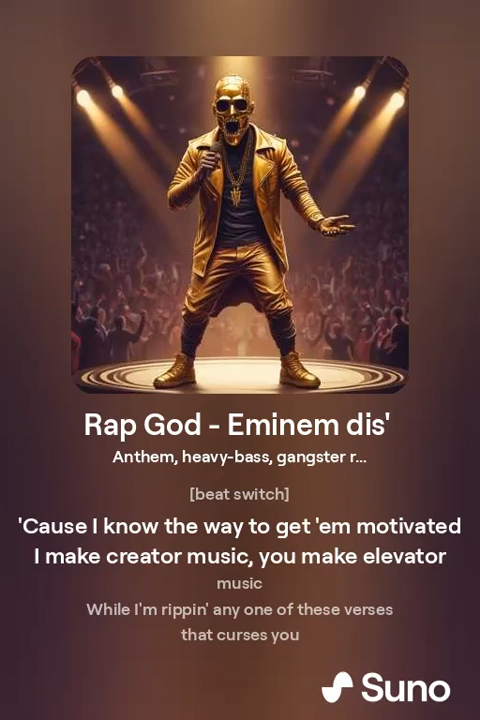 Rap God - Eminem dis'
Anthem, heavy-bass, gangster r...
[beat switch]
'Cause I know the way to get 'em motivated
I make creator music, you make elevator
music
While I'm rippin' any one of these verses
that curses you
Suno